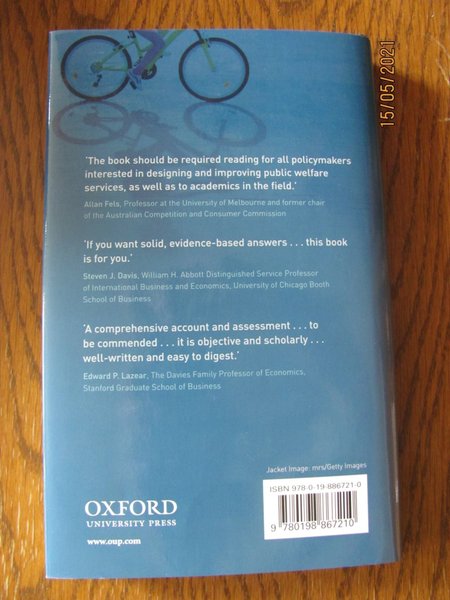 15/05/2021
'The book should be required reading for all policymakers
interested in designing and improving public welfare
services, as well as to academics in the field.'
Allan Fels, Professor at the University of Melbourne and former chair
of the Australian Competition and Consumer Commission
'If you want solid, evidence-based answers . . . this book
is for you.'
Steven J. Davis, William H. Abbott Distinguished Service Professor
of International Business and Economics, University of Chicago Booth
School of Business
'A comprehensive account and assessment . . . to
be commended . . . it is objective and scholarly . . .
well-written and easy to digest.'
Edward P. Lazear, The Davies Family Professor of Economics,
Stanford Graduate School of Business
Jacket Image: mrs/Getty Images
ISBN 978-0-19-886721-0
9 780198 867210
OXFORD
UNIVERSITY PRESS
www.oup.com